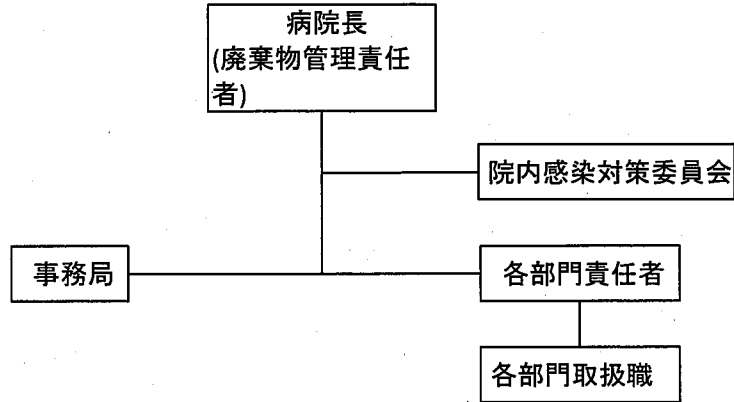 病院長
(廃棄物管理責任
者)
院内感染対策委員会
事務局
各部門責任者
各部門取扱職